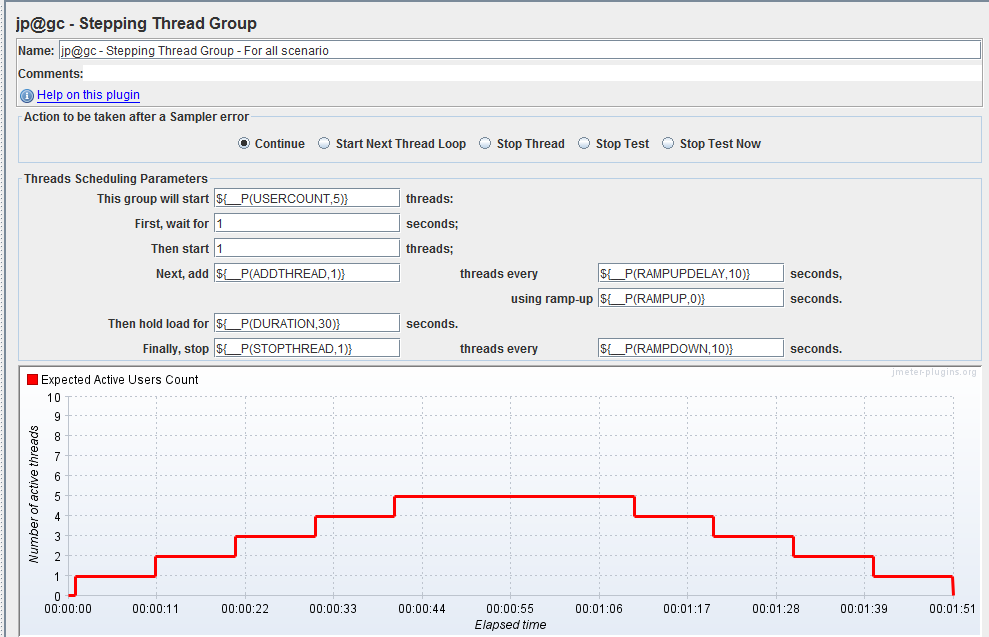 jp@gc - Stepping Thread Group
Name: jp@gc - Stepping Thread Group - For all scenario
Comments:
Help on this plugin
Action to be taken after a Sampler error
Continue Start Next Thread Loop Stop Thread Stop Test Stop Test Now
Threads Scheduling Parameters
This group will start ${__P(USERCOUNT,5)} threads:
First, wait for 1 seconds;
Then start 1 threads;
Next, add ${__P(ADDTHREAD,1)} threads every ${__P(RAMPUPDELAY,10)} seconds,
using ramp-up ${__P(RAMPUP,0)} seconds.
Then hold load for ${__P(DURATION,30)} seconds.
Finally, stop ${__P(STOPTHREAD,1)} threads every ${__P(RAMPDOWN,10)} seconds.
jmeter-plugins.org
Expected Active Users Count
Number of active threads
10
9
8
7
6
5
4
3
2
1
0
00:00:00 00:00:11 00:00:22 00:00:33 00:00:44 00:00:55 00:01:06 00:01:17 00:01:28 00:01:39 00:01:51
Elapsed time